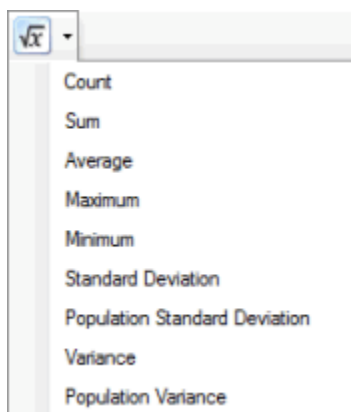 √x
Count
Sum
Average
Maximum
Minimum
Standard Deviation
Population Standard Deviation
Variance
Population Variance